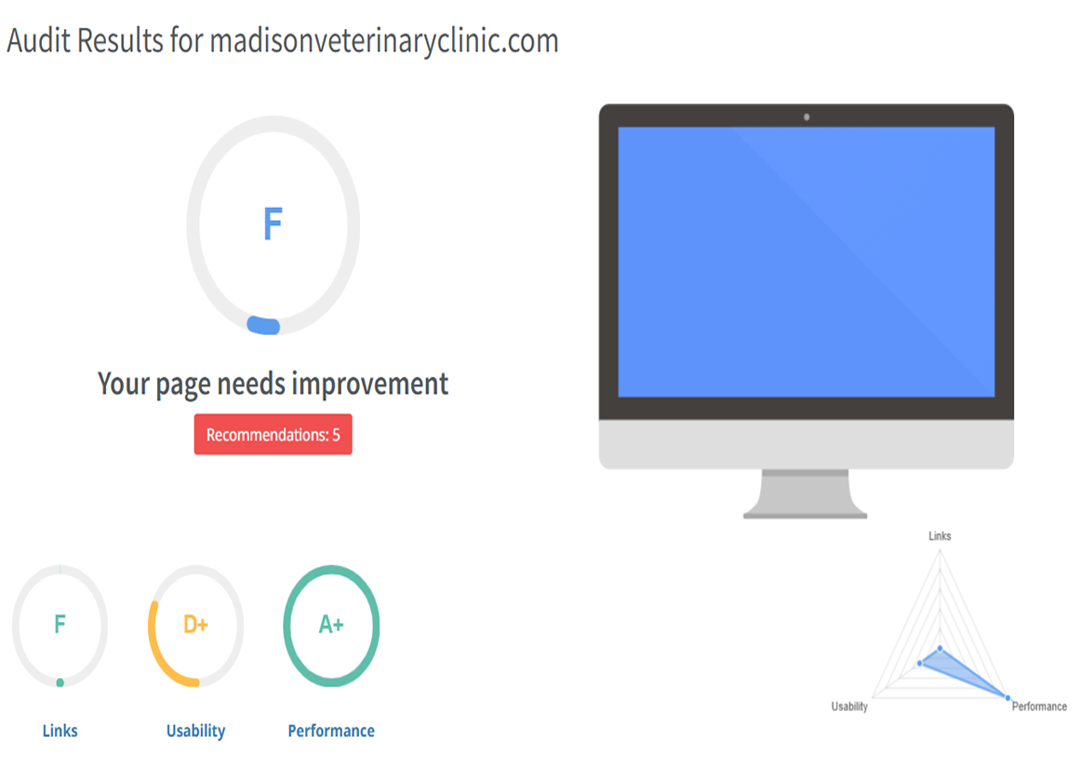 Audit Results for madisonveterinaryclinic.com
F
Your page needs improvement
Recommendations: 5
F
D+
A+
Links
Usability
Performance
Links
Usability
Performance